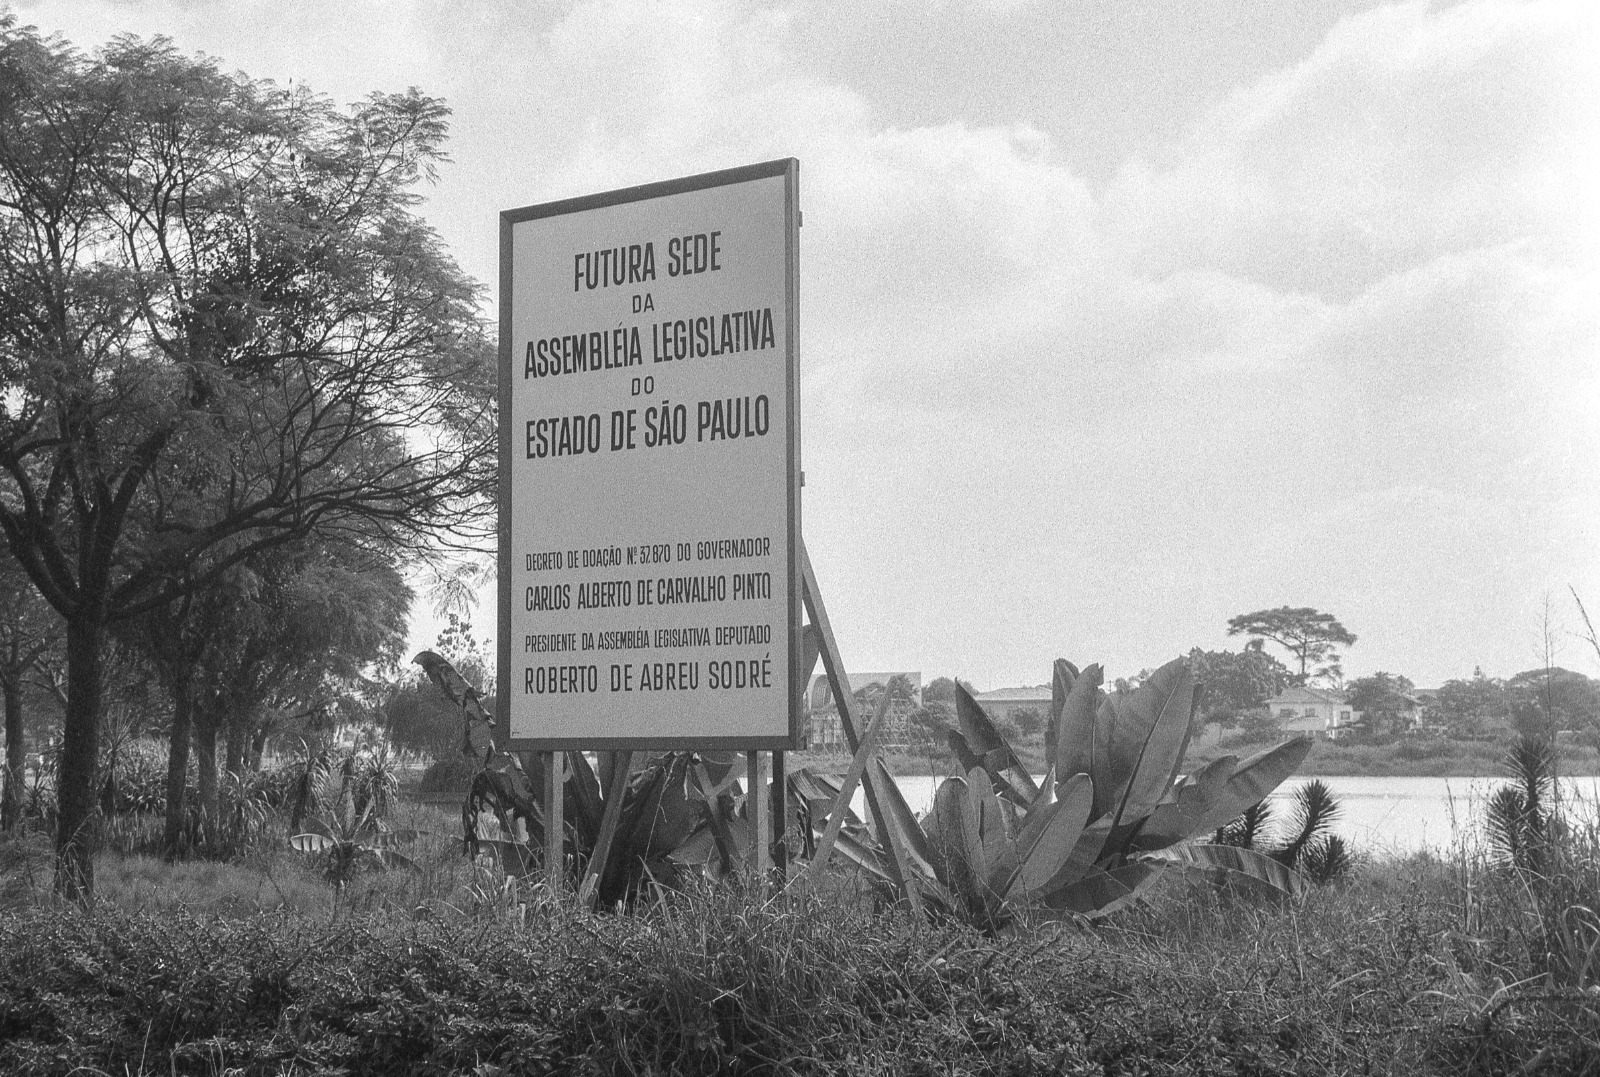 FUTURA SEDE
DA
ASSEMBLÉIA LEGISLATIVA
DO
ESTADO DE SÃO PAULO
DECRETO DE DOAÇÃO Nº 37.870 DO GOVERNADOR
CARLOS ALBERTO DE CARVALHO PINTO
PRESIDENTE DA ASSEMBLÉIA LEGISLATIVA DEPUTADO
ROBERTO DE ABREU SODRÉ